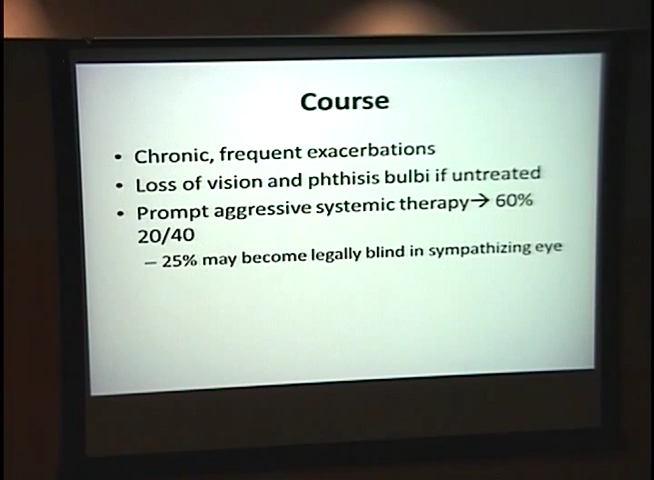 Course
• Chronic, frequent exacerbations
• Loss of vision and phthisis bulbi if untreated
• Prompt aggressive systemic therapy→ 60%
20/40
– 25% may become legally blind in sympathizing eye